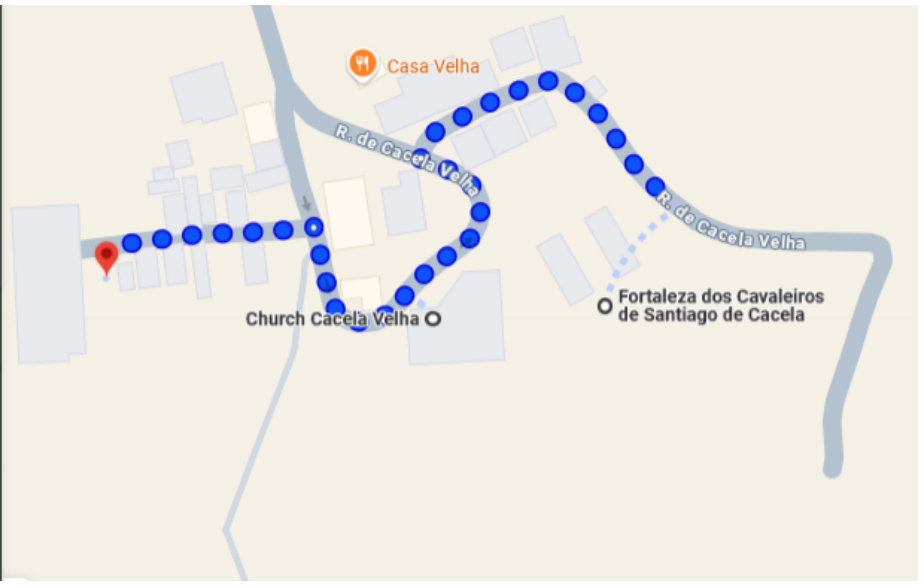 Casa Velha
R. de Cacela Velha
R. de Cacela Velha
Fortaleza dos Cavaleiros
de Santiago de Cacela
Church Cacela Velha